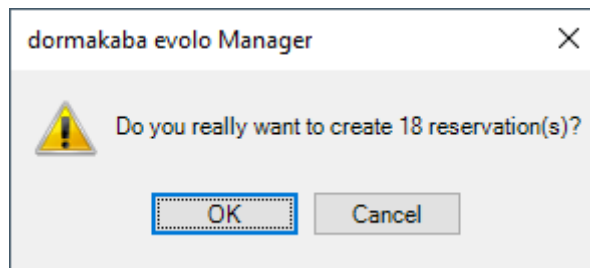 dormakaba evolo Manager
Do you really want to create 18 reservation(s)?
OK
Cancel